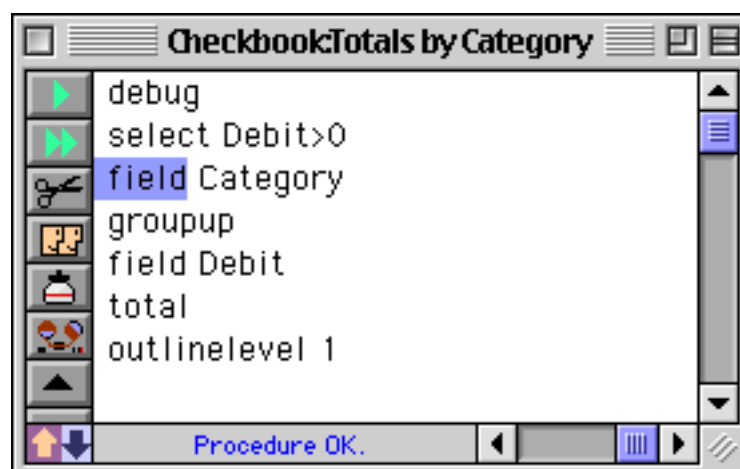 Checkbook:Totals by Category
debug
select Debit>0
field Category
groupup
field Debit
total
outlinelevel 1
Procedure OK.